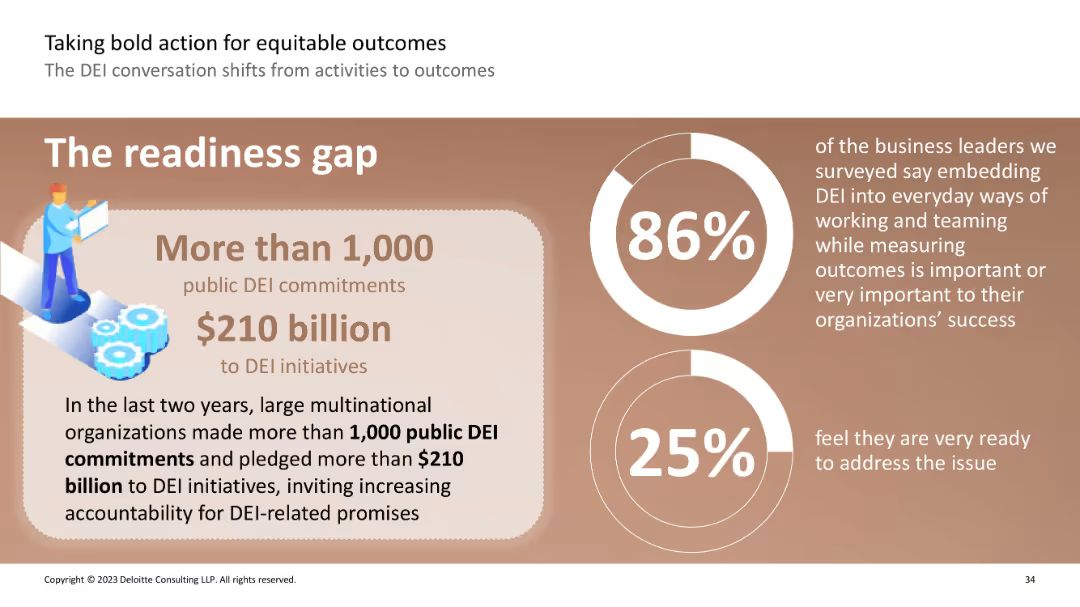 Taking bold action for equitable outcomes
The DEI conversation shifts from activities to outcomes
The readiness gap
More than 1,000
public DEI commitments
$210 billion
to DEI initiatives
In the last two years, large multinational
organizations made more than 1,000 public DEI
commitments and pledged more than $210
billion to DEI initiatives, inviting increasing
accountability for DEI-related promises
86%
of the business leaders we
surveyed say embedding
DEI into everyday ways of
working and teaming
while measuring
outcomes is important or
very important to their
organizations’ success
25%
feel they are very ready
to address the issue
Copyright © 2023 Deloitte Consulting LLP. All rights reserved.
34